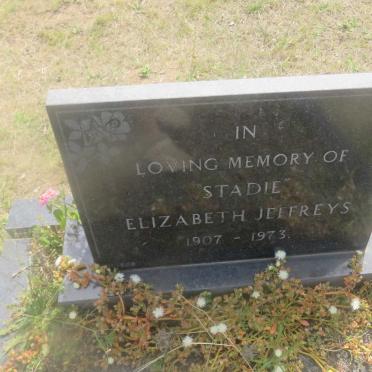 IN
LOVING MEMORY OF
STADIE
ELIZABETH JEFFREYS
1907 - 1973.